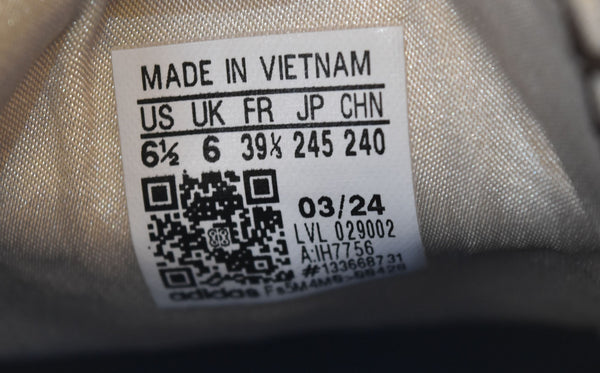 MADE IN VIETNAM
US UK FR JP CHN
6½ 6 39⅓ 245 240
03/24
LVL 029002
A:IH7756
#133668731
adidas